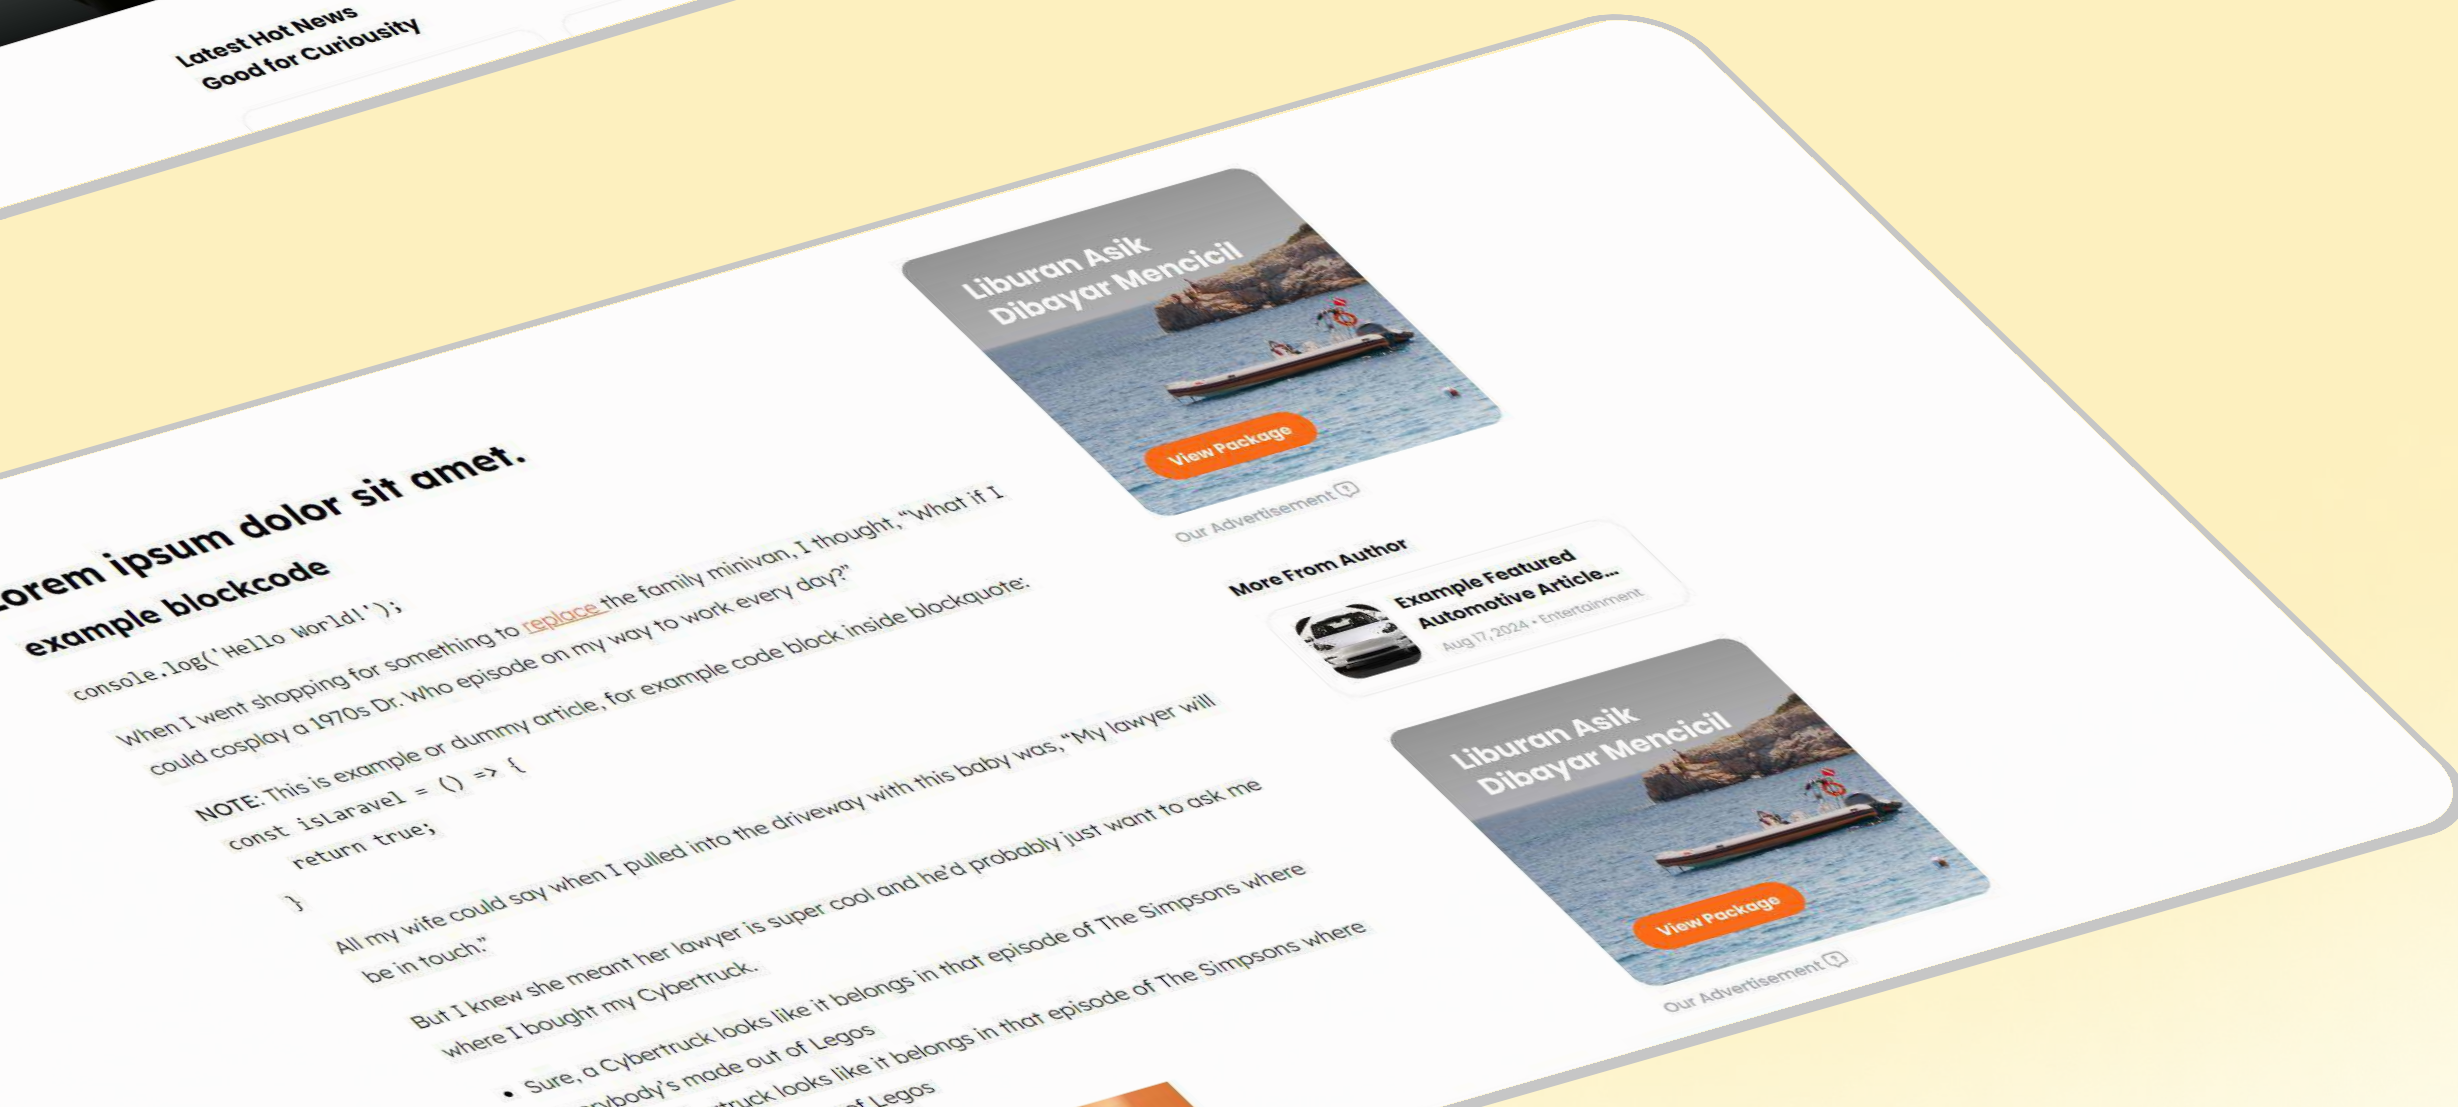 Latest Hot News
Good for Curiousity
Lorem ipsum dolor sit amet.
example blockcode
console.log('Hello World!');
When I went shopping for something to replace the family minivan, I thought, “What if I
could cosplay a 1970s Dr. Who episode on my way to work every day?”
NOTE: This is example or dummy article, for example code block inside blockquote:.
const isLaravel = () => {
return true;
}
All my wife could say when I pulled into the driveway with this baby was, “My lawyer will
be in touch.”
But I knew she meant her lawyer is super cool and he’d probably just want to ask me
where I bought my Cybertruck.
• Sure, a Cybertruck looks like it belongs in that episode of The Simpsons where
rybody’s made out of Legos
truck looks like it belongs in that episode of The Simpsons where
of Legos
Liburan Asik
Dibayar Mencicil
View Package
Our Advertisement
More From Author
Example Featured
Automotive Article...
Aug 17, 2024 • Entertainment
Liburan Asik
Dibayar Mencicil
View Package
Our Advertisement